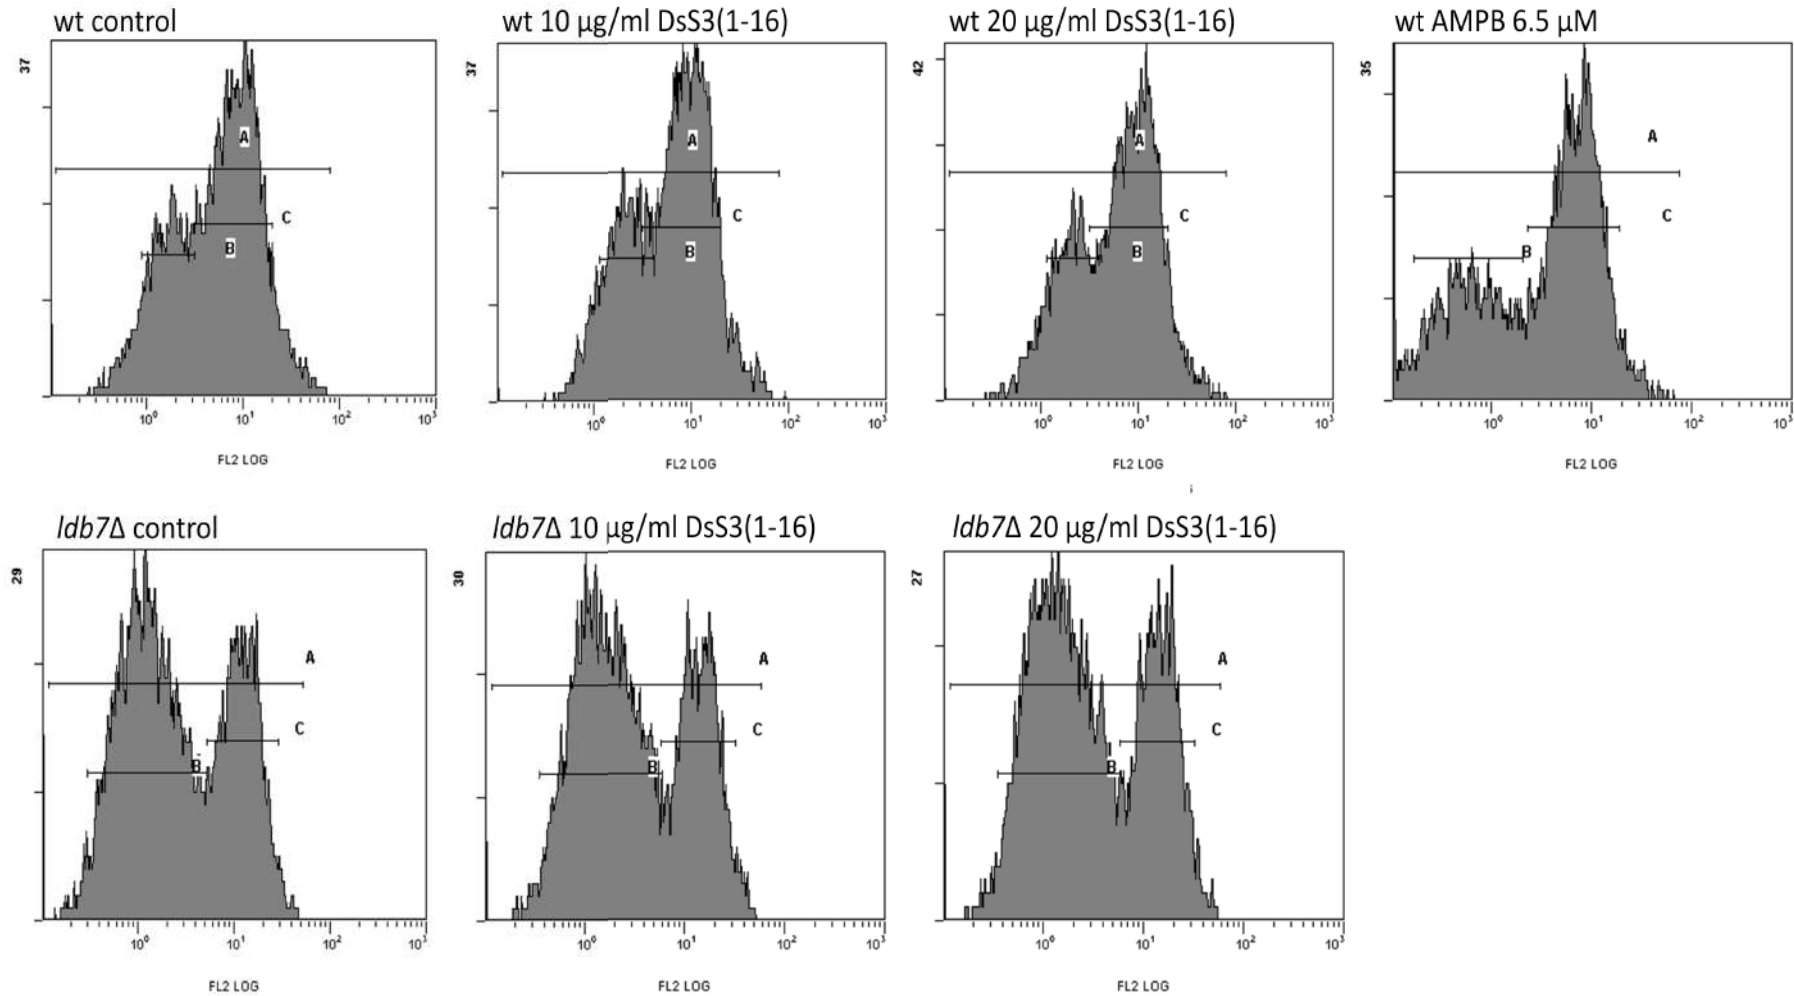 wt control
37
A
C
B
10⁰ 10¹ 10² 10³
FL2 LOG
wt 10 µg/ml DsS3(1-16)
37
A
C
B
10⁰ 10¹ 10² 10³
FL2 LOG
wt 20 µg/ml DsS3(1-16)
42
A
C
B
10⁰ 10¹ 10² 10³
FL2 LOG
wt AMPB 6.5 µM
35
A
C
B
10⁰ 10¹ 10² 10³
FL2 LOG
ldb7Δ control
29
A
C
B
10⁰ 10¹ 10² 10³
FL2 LOG
ldb7Δ 10 µg/ml DsS3(1-16)
30
A
C
B
10⁰ 10¹ 10² 10³
FL2 LOG
ldb7Δ 20 µg/ml DsS3(1-16)
27
A
C
B
10⁰ 10¹ 10² 10³
FL2 LOG